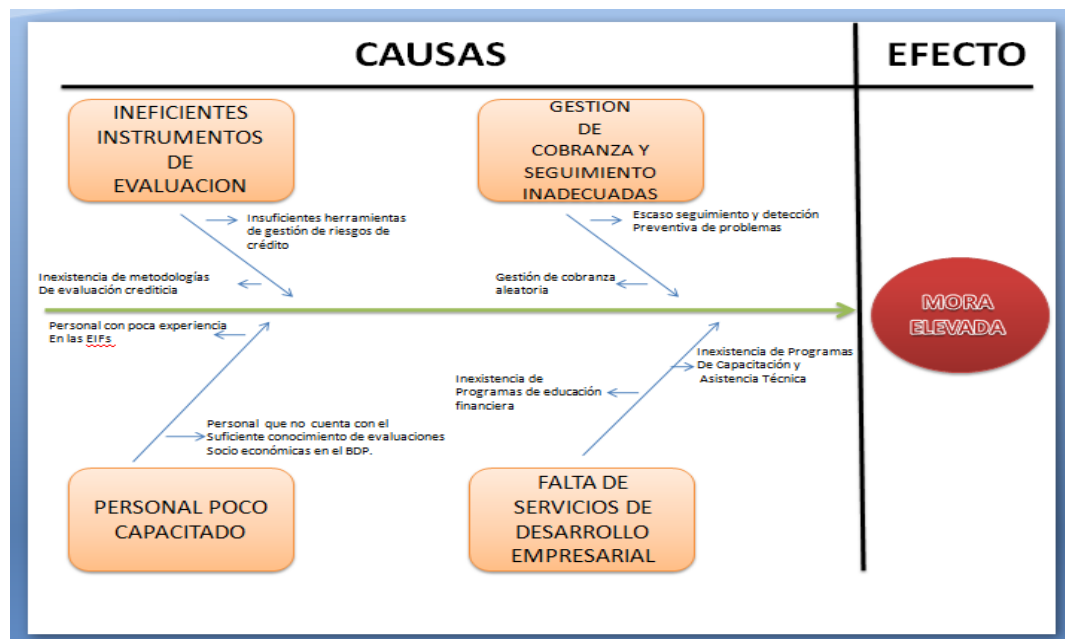 CAUSAS
EFECTO
INEFICIENTES
INSTRUMENTOS
DE
EVALUACION
GESTION
DE
COBRANZA Y
SEGUIMIENTO
INADECUADAS
Insuficientes herramientas
de gestión de riesgos de
crédito
Escaso seguimiento y detección
Preventiva de problemas
Inexistencia de metodologías
De evaluación crediticia
Gestión de cobranza
aleatoria
MORA
ELEVADA
Personal con poca experiencia
En las EIFs
Inexistencia de Programas
De Capacitación y
Asistencia Técnica
Inexistencia de
Programas de educación
financiera
Personal que no cuenta con el
Suficiente conocimiento de evaluaciones
Socio económicas en el BDP.
PERSONAL POCO
CAPACITADO
FALTA DE
SERVICIOS DE
DESARROLLO
EMPRESARIAL